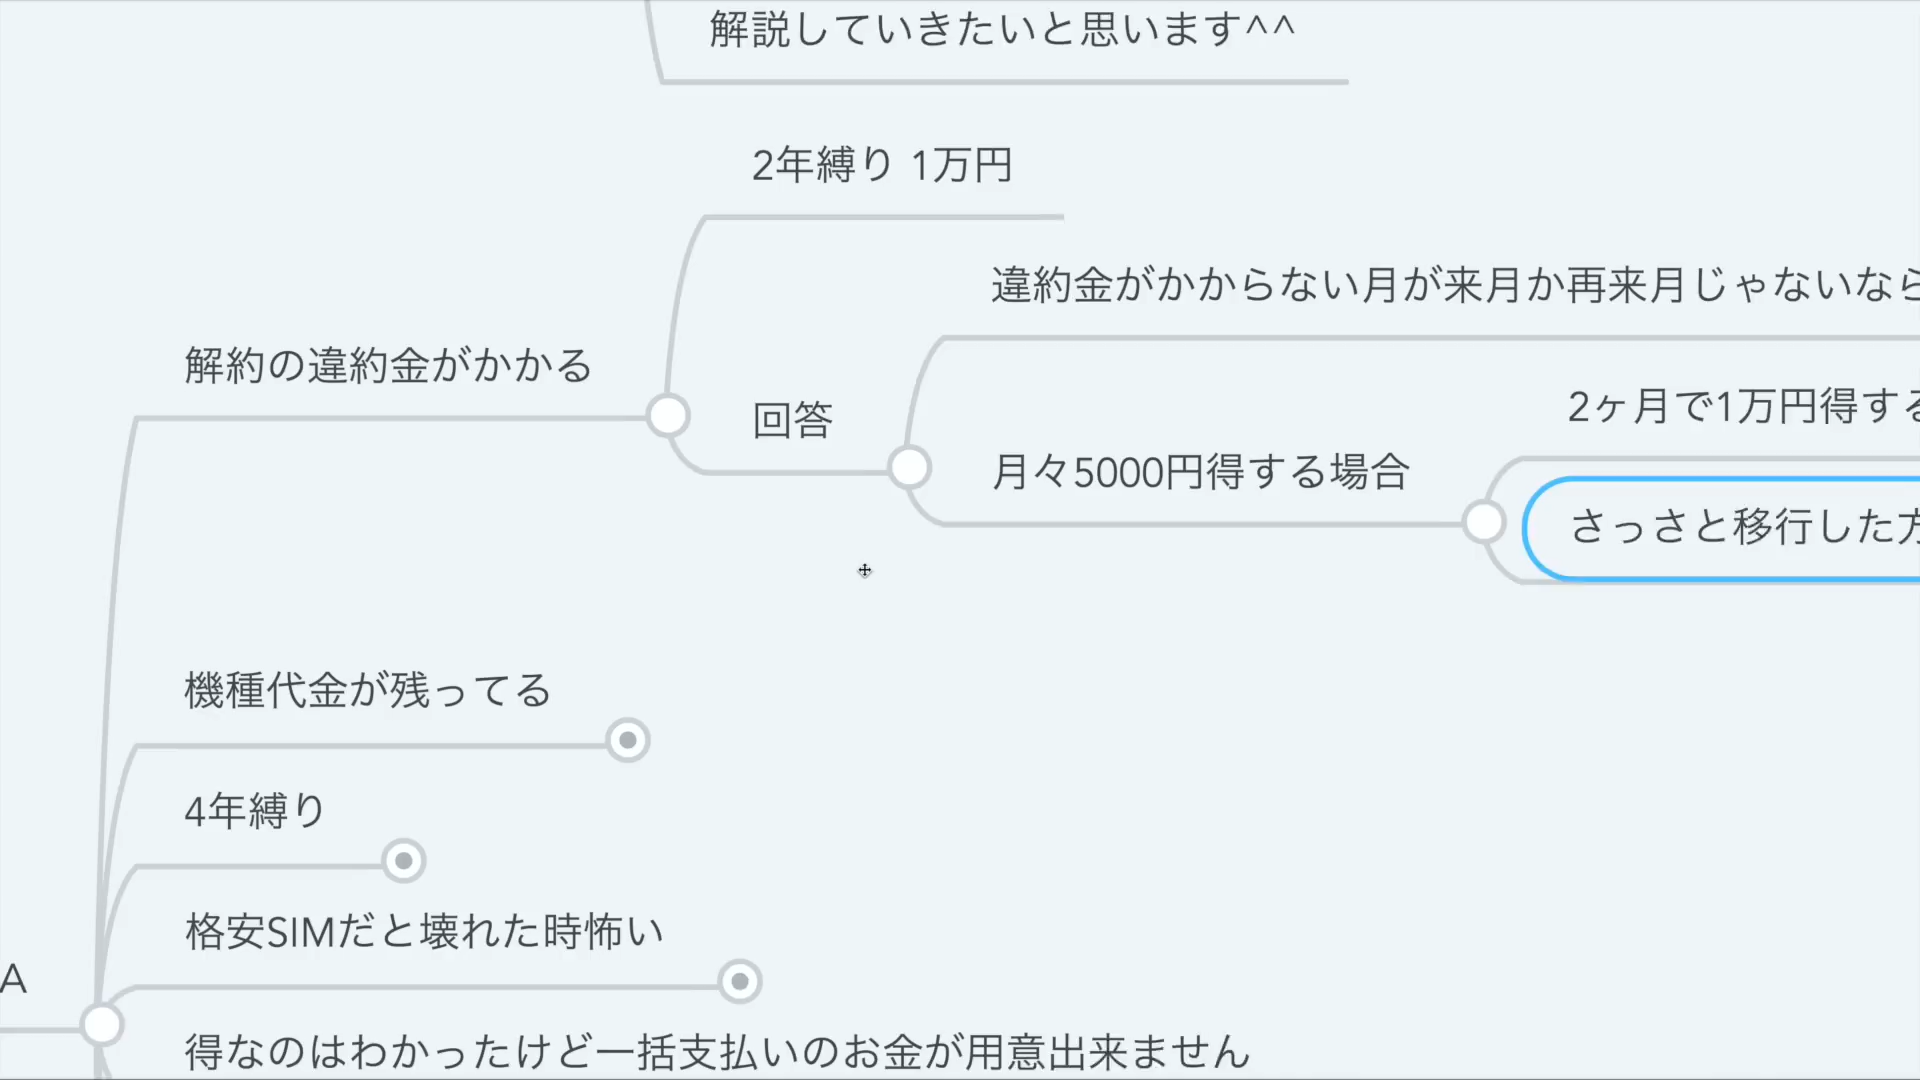 解説していきたいと思います^^
2年縛り 1万円
違約金がかからない月が来月か再来月じゃないなら
解約の違約金がかかる
回答
2ヶ月で1万円得する
月々5000円得する場合
さっさと移行した方
機種代金が残ってる
4年縛り
格安SIMだと壊れた時怖い
A
得なのはわかったけど一括支払いのお金が用意出来ません